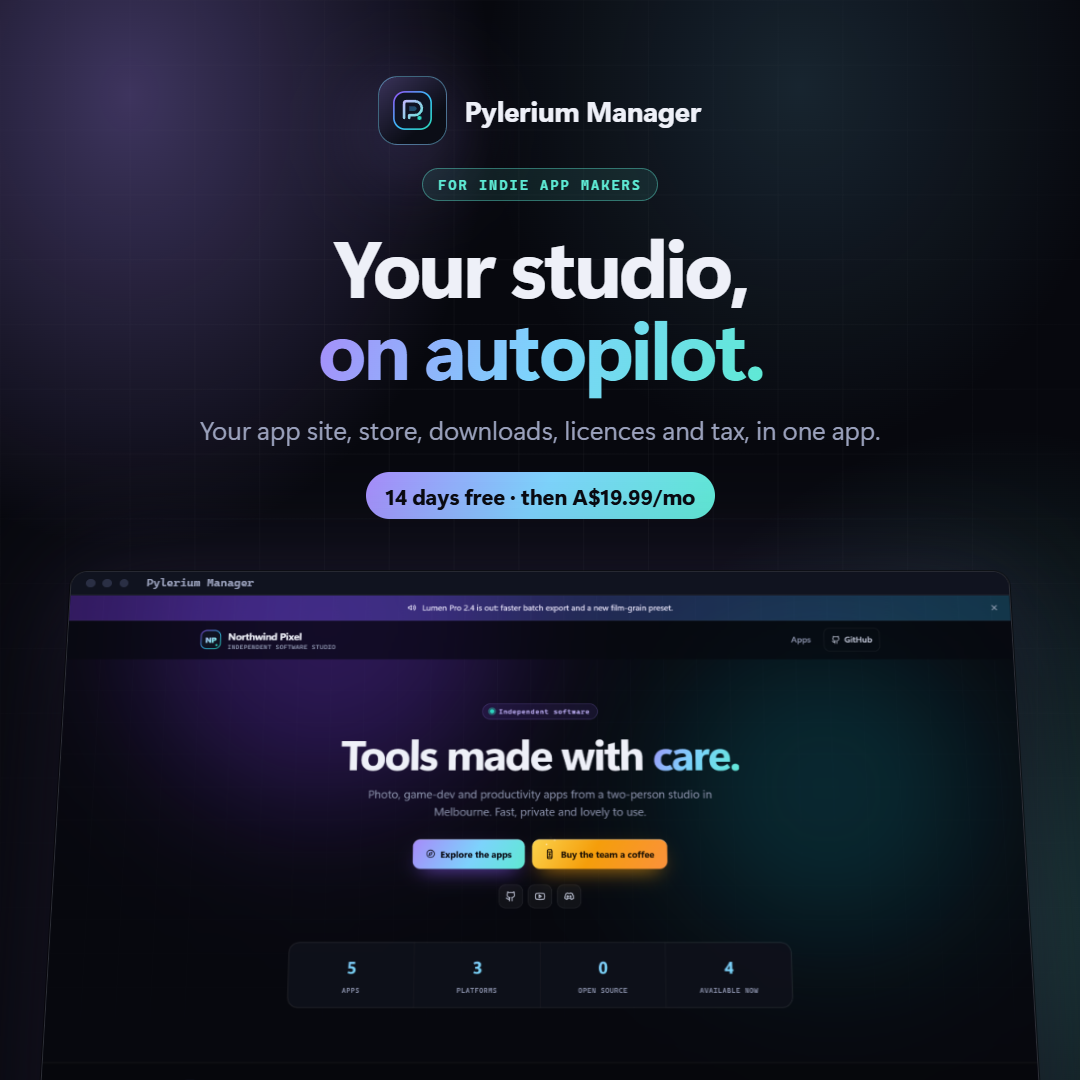 Pylerium Manager
FOR INDIE APP MAKERS
Your studio,
on autopilot.
Your app site, store, downloads, licences and tax, in one app.
14 days free · then A$19.99/mo
Pylerium Manager
Lumen Pro 2.4 is out: faster batch export and a new film-grain preset.
NP Northwind Pixel
INDEPENDENT SOFTWARE STUDIO
Apps GitHub
Independent software
Tools made with care.
Photo, game-dev and productivity apps from a two-person studio in
Melbourne. Fast, private and lovely to use.
Explore the apps Buy the team a coffee
5 3 0 4
APPS PLATFORMS OPEN SOURCE AVAILABLE NOW